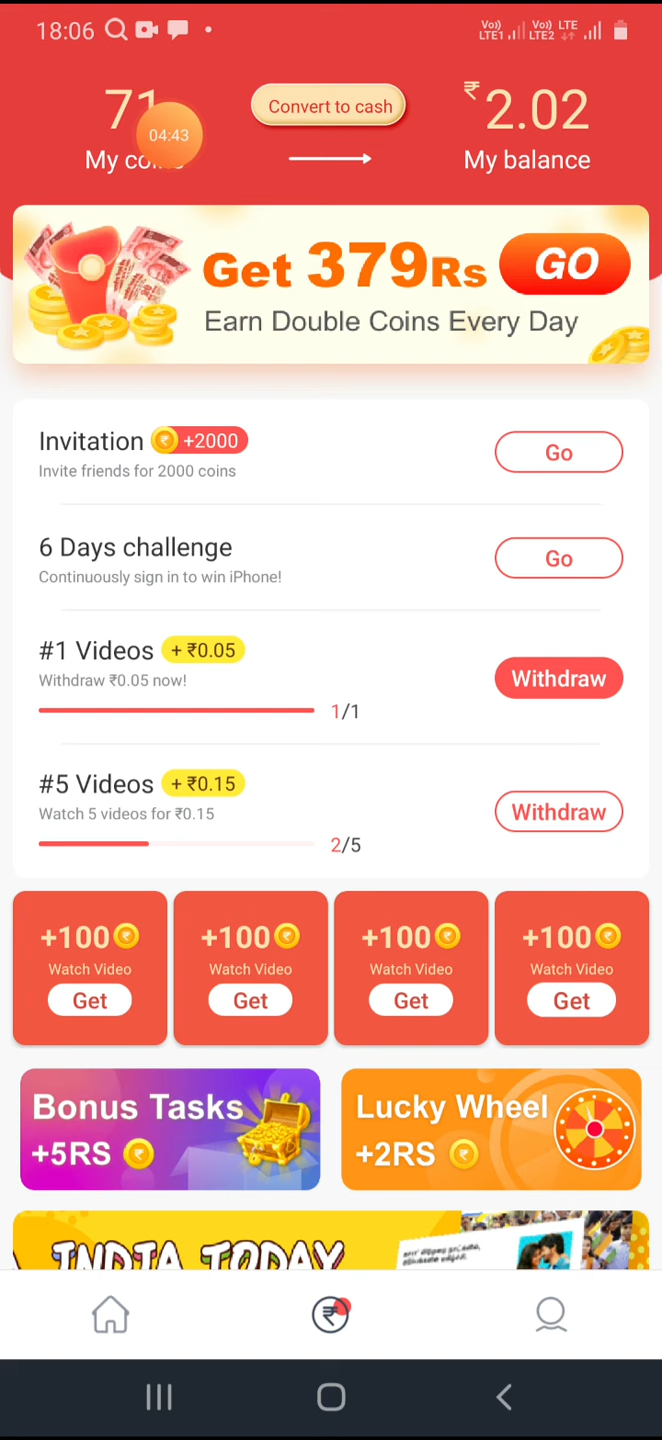 18:06
Vo)) LTE1 Vo)) LTE2 LTE
71
04:43
My co
Convert to cash
₹2.02
My balance
Get 379Rs
GO
Earn Double Coins Every Day
Invitation +2000
Invite friends for 2000 coins
Go
6 Days challenge
Continuously sign in to win iPhone!
Go
#1 Videos + ₹0.05
Withdraw ₹0.05 now!
Withdraw
1/1
#5 Videos + ₹0.15
Watch 5 videos for ₹0.15
Withdraw
2/5
+100 +100 +100 +100
Watch Video Watch Video Watch Video Watch Video
Get Get Get Get
Bonus Tasks
+5RS
Lucky Wheel
+2RS
INDIA TODAY